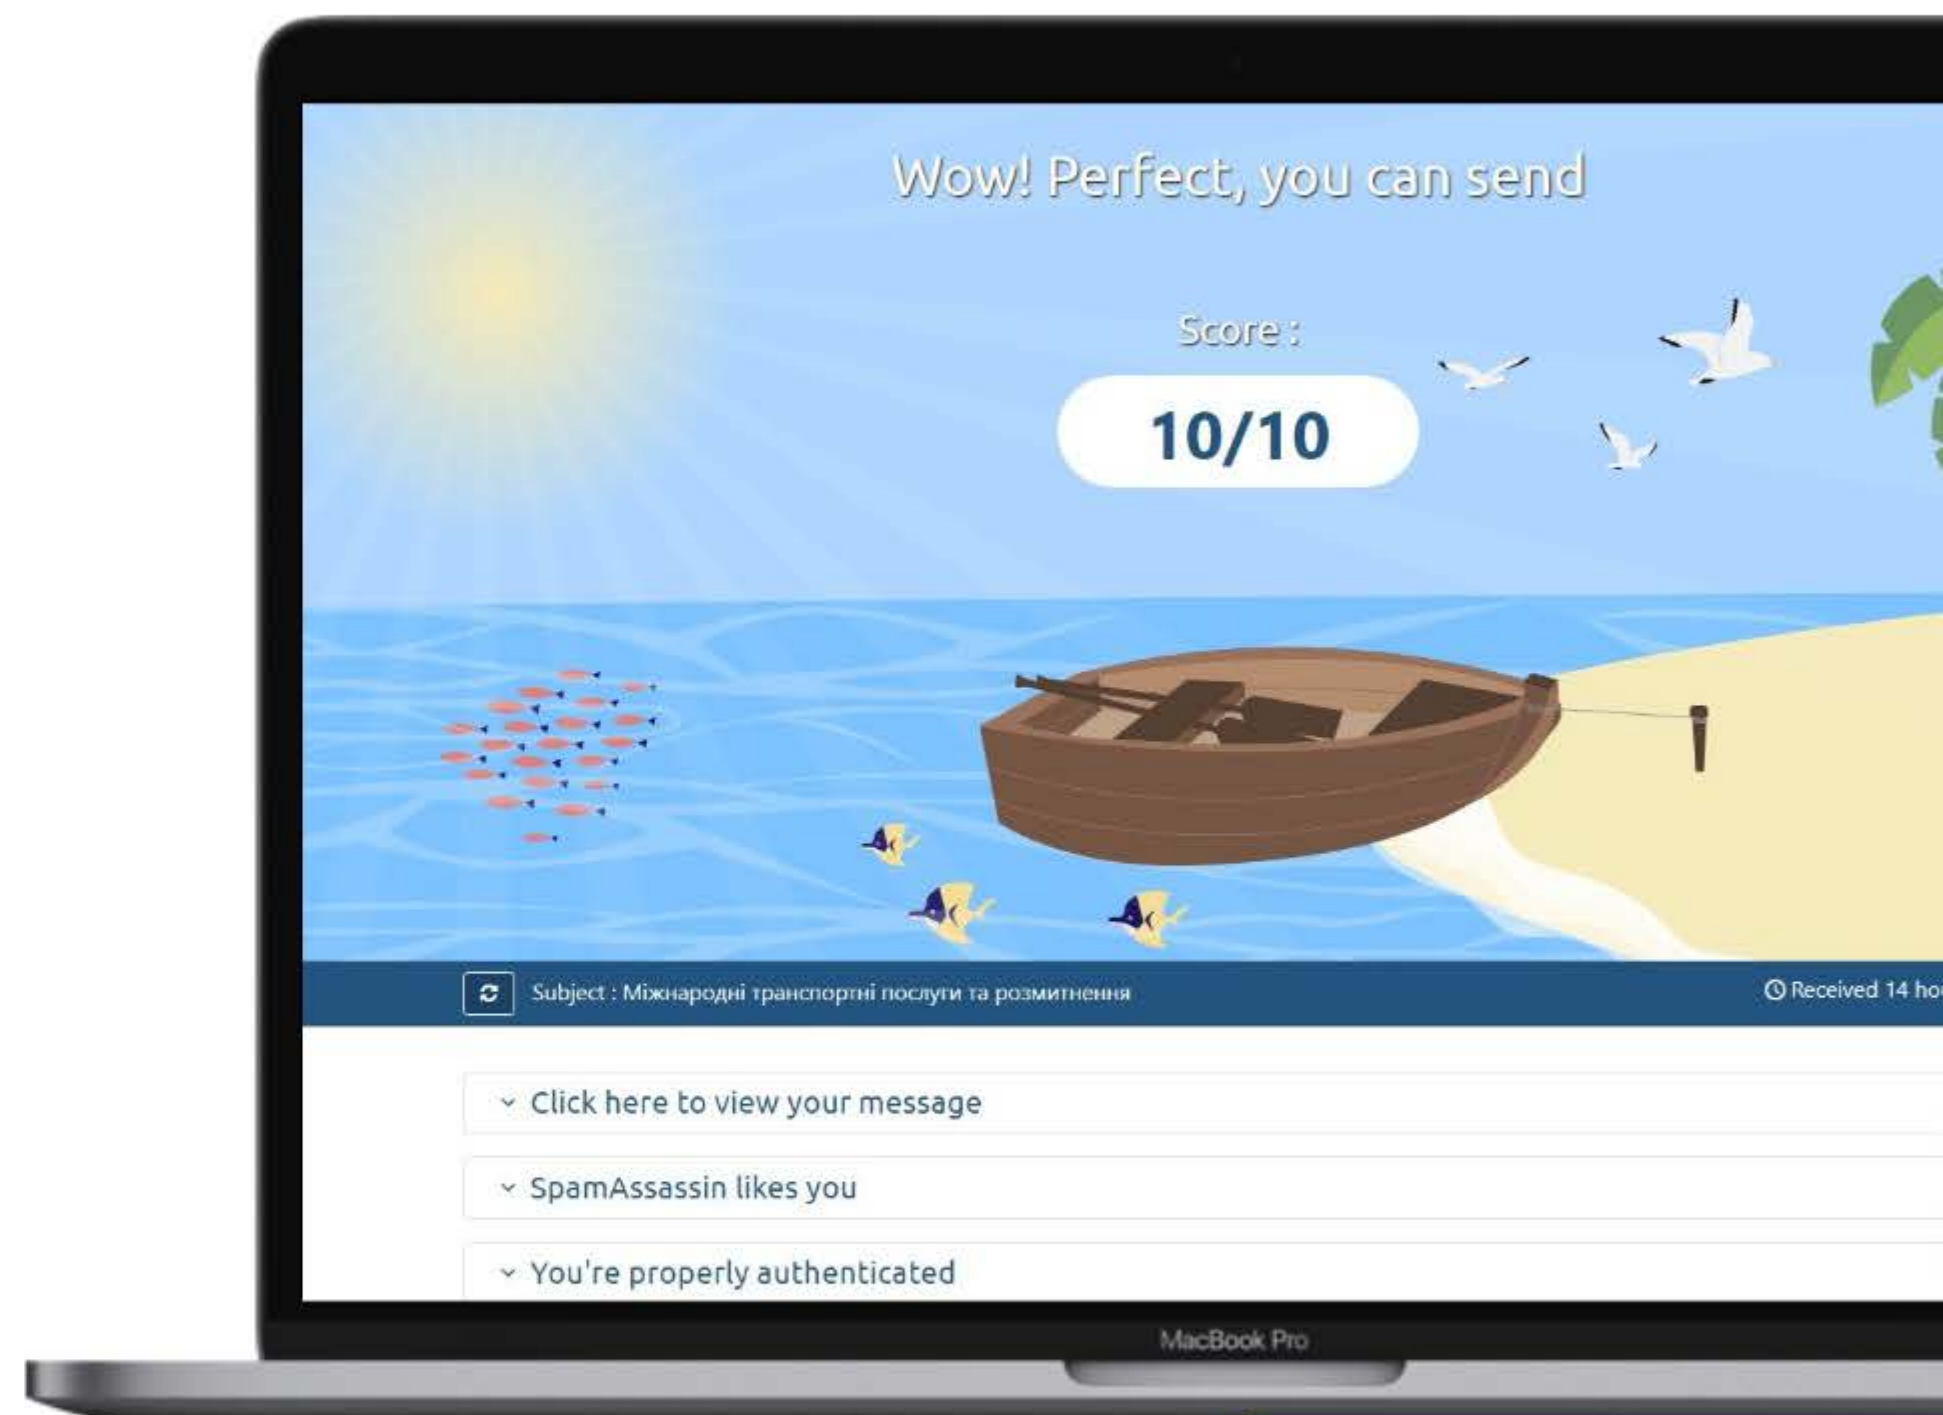 Wow! Perfect, you can send
Score :
10/10
Subject : Міжнародні транспортні послуги та розмитнення
Received 14
Click here to view your message
SpamAssassin likes you
You're properly authenticated
MacBook Pro